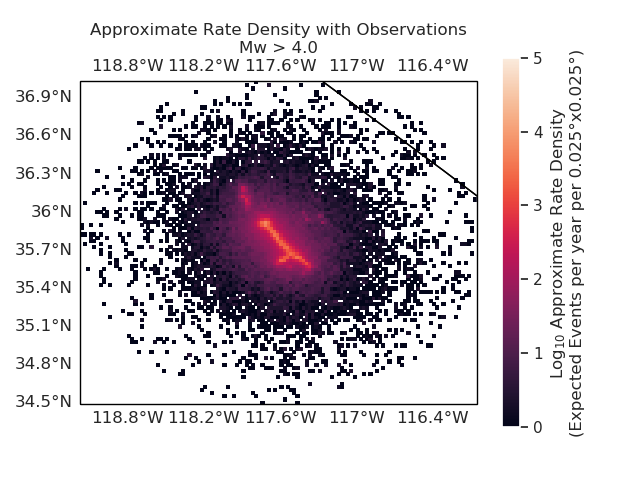 Approximate Rate Density with Observations
Mw > 4.0
118.8°W 118.2°W 117.6°W 117°W 116.4°W
36.9°N
36.6°N
36.3°N
36°N
35.7°N
35.4°N
35.1°N
34.8°N
34.5°N
118.8°W 118.2°W 117.6°W 117°W 116.4°W
5
4
3
2
1
0
Log₁₀ Approximate Rate Density
(Expected Events per year per 0.025°x0.025°)